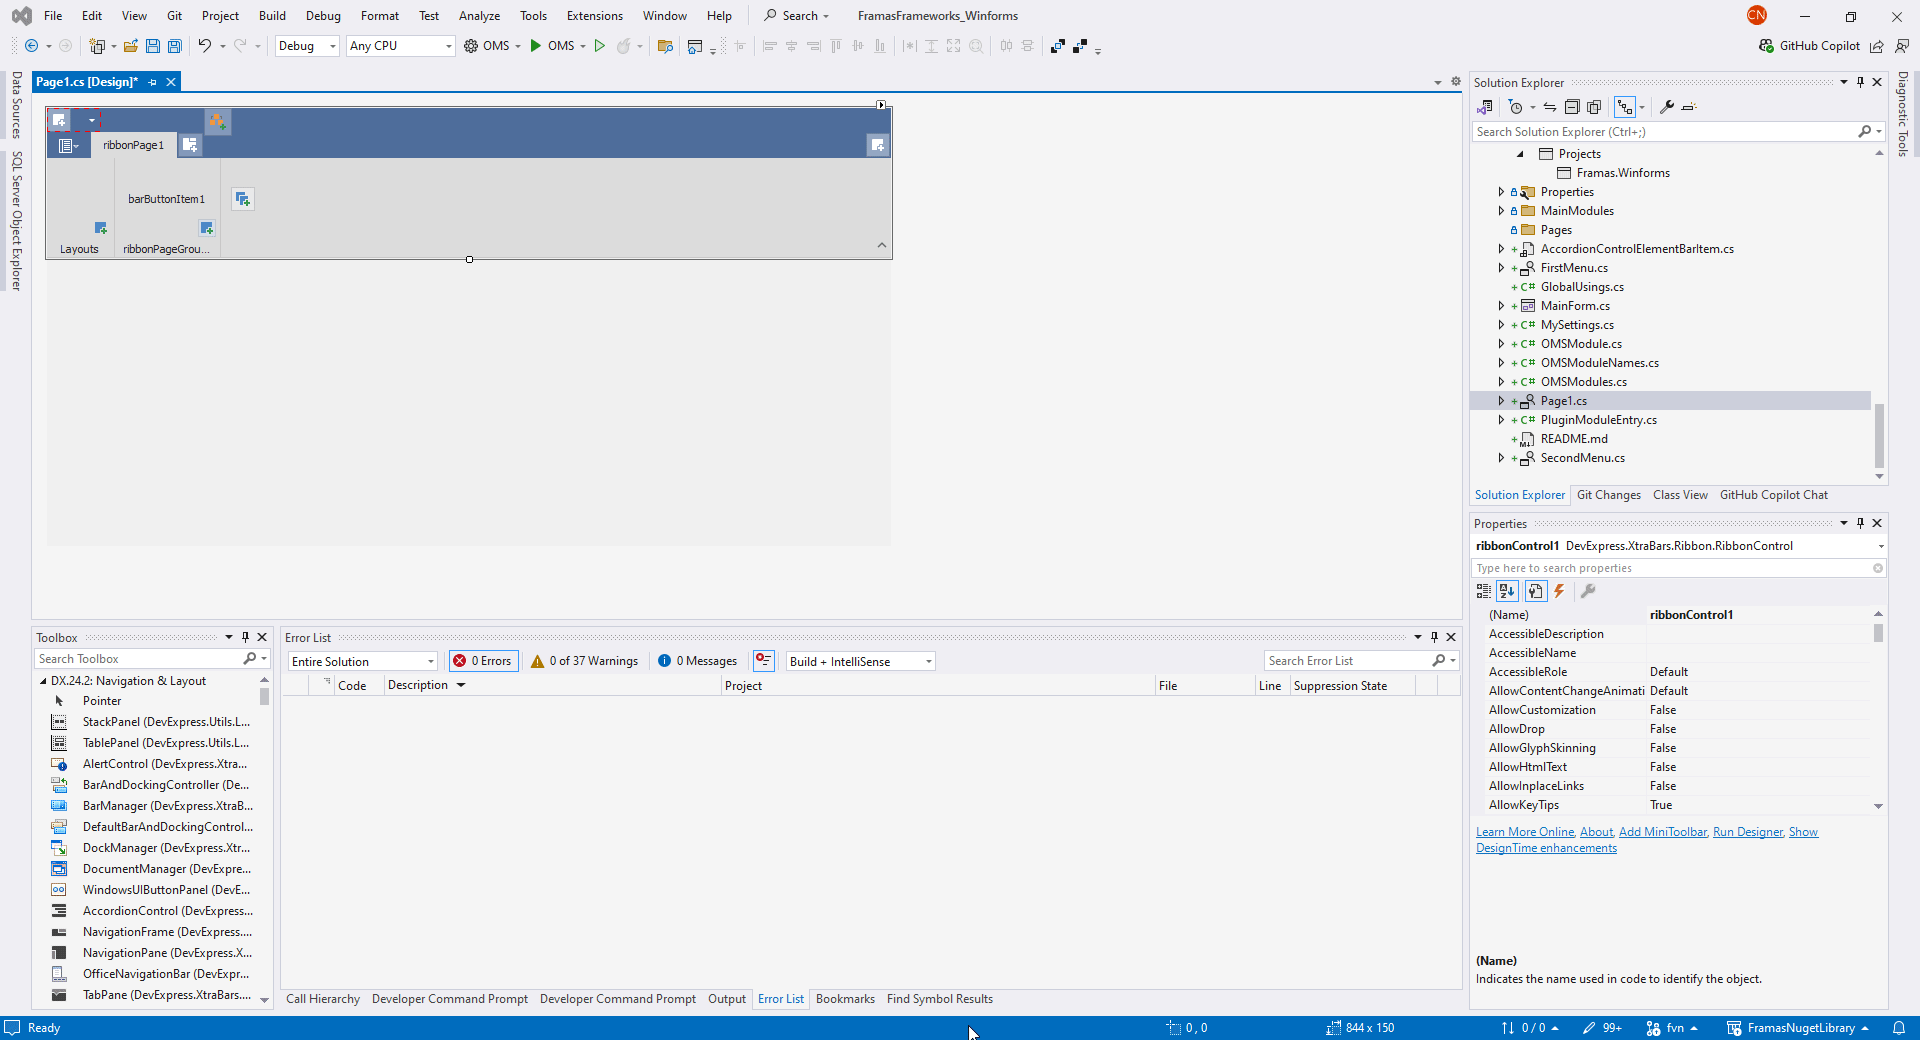 File Edit View Git Project Build Debug Format Test Analyze Tools Extensions Window Help Search FramasFrameworks_Winforms CN
Debug Any CPU OMS OMS GitHub Copilot
Data Sources
SQL Server Object Explorer
Page1.cs [Design]*
ribbonPage1
barButtonItem1
Layouts ribbonPageGrou...
Solution Explorer
Search Solution Explorer (Ctrl+;)
Projects
Framas.Winforms
Properties
MainModules
Pages
AccordionControlElementBarItem.cs
FirstMenu.cs
C# GlobalUsings.cs
MainForm.cs
C# MySettings.cs
C# OMSModule.cs
C# OMSModuleNames.cs
C# OMSModules.cs
Page1.cs
C# PluginModuleEntry.cs
README.md
SecondMenu.cs
Solution Explorer Git Changes Class View GitHub Copilot Chat
Diagnostic Tools
Properties
ribbonControl1 DevExpress.XtraBars.Ribbon.RibbonControl
Type here to search properties
(Name) ribbonControl1
AccessibleDescription
AccessibleName
AccessibleRole Default
AllowContentChangeAnimati Default
AllowCustomization False
AllowDrop False
AllowGlyphSkinning False
AllowHtmlText False
AllowInplaceLinks False
AllowKeyTips True
Learn More Online, About, Add MiniToolbar, Run Designer, Show
DesignTime enhancements
(Name)
Indicates the name used in code to identify the object.
Toolbox
Search Toolbox
DX.24.2: Navigation & Layout
Pointer
StackPanel (DevExpress.Utils.L...
TablePanel (DevExpress.Utils.L...
AlertControl (DevExpress.Xtra...
BarAndDockingController (De...
BarManager (DevExpress.XtraB...
DefaultBarAndDockingControl...
DockManager (DevExpress.Xtr...
DocumentManager (DevExpre...
WindowsUIButtonPanel (DevE...
AccordionControl (DevExpress...
NavigationFrame (DevExpress....
NavigationPane (DevExpress.X...
OfficeNavigationBar (DevExpr...
TabPane (DevExpress.XtraBars....
Error List
Entire Solution 0 Errors 0 of 37 Warnings 0 Messages Build + IntelliSense Search Error List
Code Description Project File Line Suppression State
Call Hierarchy Developer Command Prompt Developer Command Prompt Output Error List Bookmarks Find Symbol Results
Ready 0 , 0 844 x 150 0 / 0 99+ fvn FramasNugetLibrary